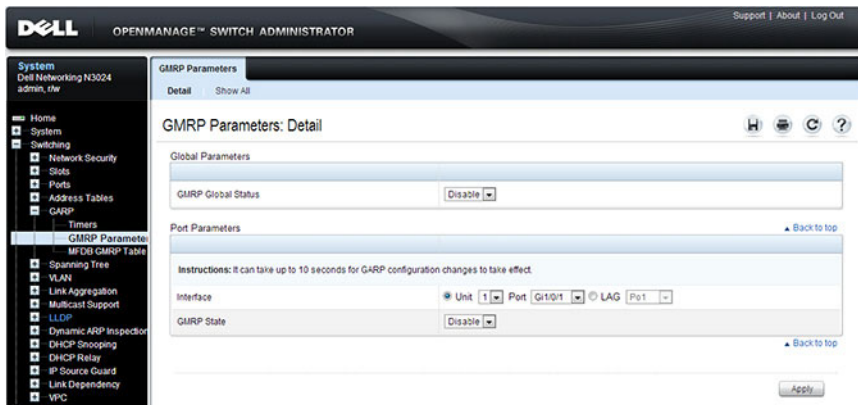 Support | About | Log Out
DELL OPENMANAGE™ SWITCH ADMINISTRATOR
System
Dell Networking N3024
admin, r/w
Home
System
Switching
Network Security
Slots
Ports
Address Tables
GARP
Timers
GMRP Paramete
MFDB GMRP Table
Spanning Tree
VLAN
Link Aggregation
Multicast Support
LLDP
Dynamic ARP Inspection
DHCP Snooping
DHCP Relay
IP Source Guard
Link Dependency
VPC
GMRP Parameters
Detail Show All
GMRP Parameters: Detail
Global Parameters
GMRP Global Status Disable
Port Parameters Back to top
Instructions: It can take up to 10 seconds for GARP configuration changes to take effect.
Interface Unit 1 Port Gi1/0/1 LAG Po1
GMRP State Disable
Back to top
Apply